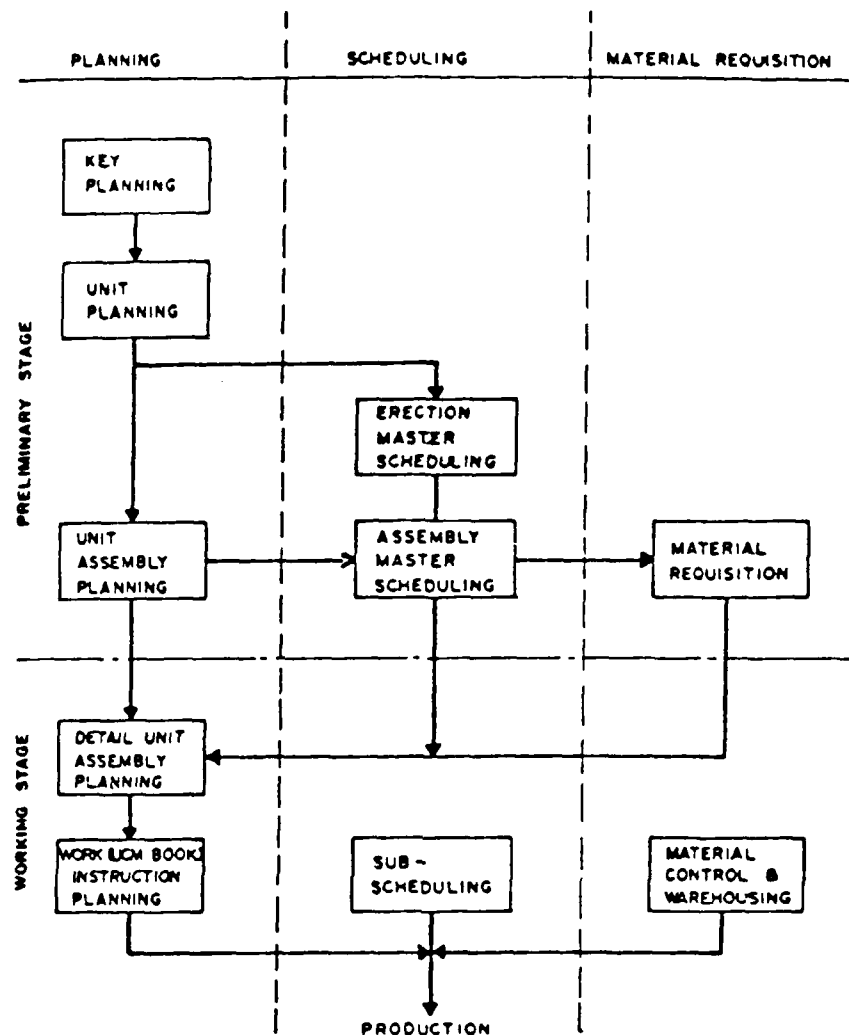 PLANNING
SCHEDULING
MATERIAL REQUISITION
PRELIMINARY STAGE
KEY
PLANNING
UNIT
PLANNING
ERECTION
MASTER
SCHEDULING
UNIT
ASSEMBLY
PLANNING
ASSEMBLY
MASTER
SCHEDULING
MATERIAL
REQUISITION
WORKING STAGE
DETAIL UNIT
ASSEMBLY
PLANNING
WORK (UCM BOOK)
INSTRUCTION
PLANNING
SUB-
SCHEDULING
MATERIAL
CONTROL &
WAREHOUSING
PRODUCTION